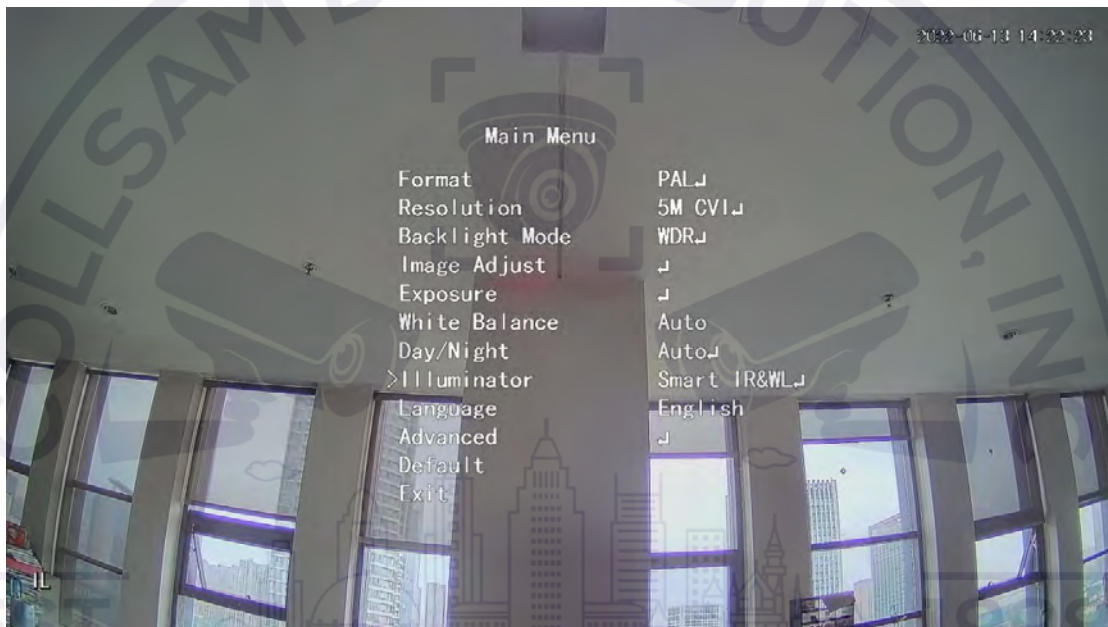 2022-06-13 14:22:23
Main Menu
Format PAL↵
Resolution 5M CVI↵
Backlight Mode WDR↵
Image Adjust ↵
Exposure ↵
White Balance Auto
Day/Night Auto↵
>Illuminator Smart IR&WL↵
Language English
Advanced ↵
Default
Exit
IL